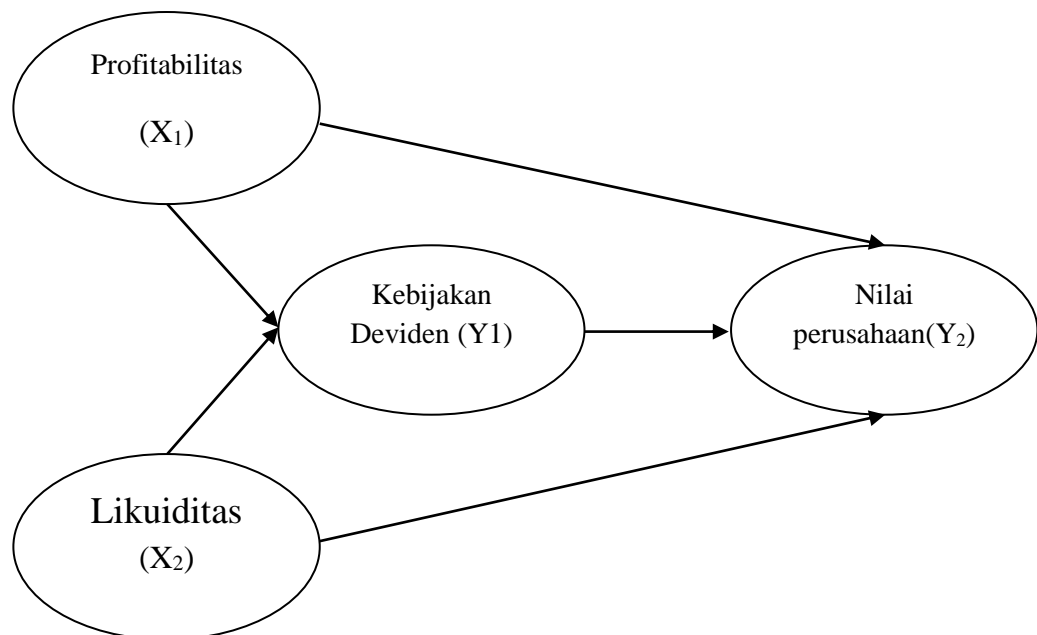 Profitabilitas
(X₁)
Kebijakan
Deviden (Y1)
Nilai
perusahaan(Y₂)
Likuiditas
(X₂)